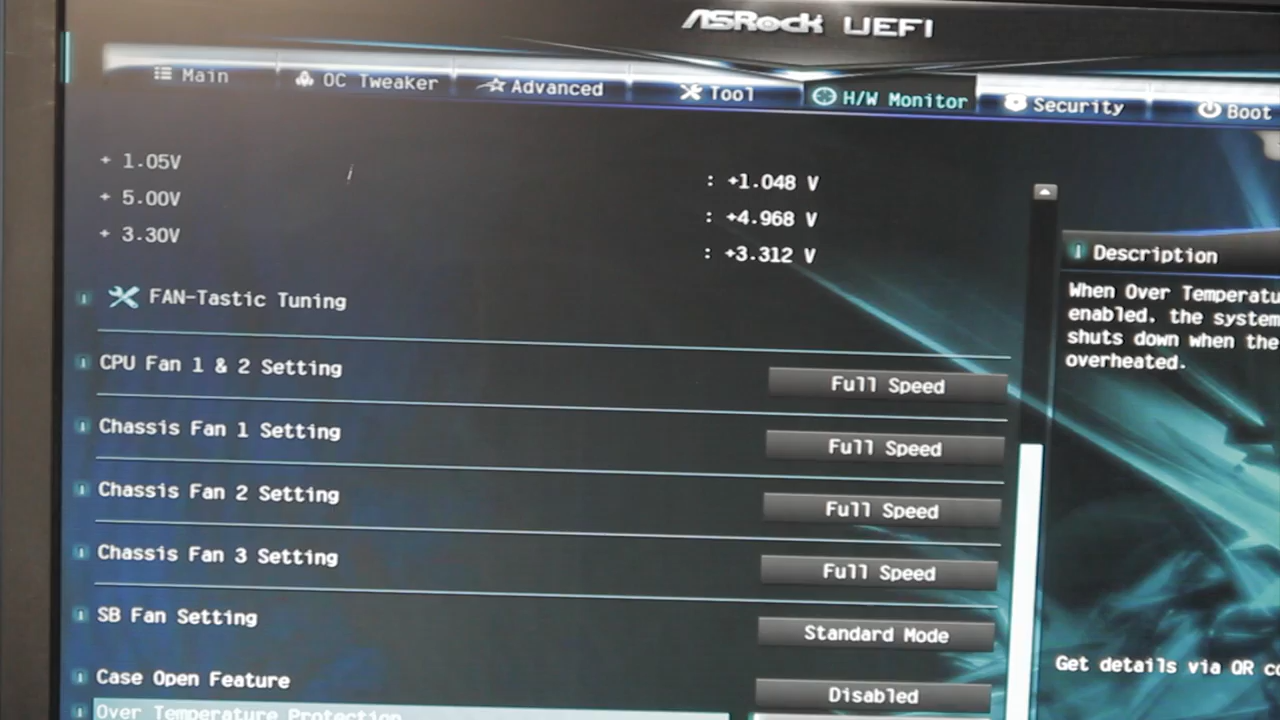 ASRock UEFI
Main OC Tweaker Advanced Tool H/W Monitor Security Boot
+ 1.05V : +1.048 V
+ 5.00V : +4.968 V
+ 3.30V : +3.312 V
FAN-Tastic Tuning
CPU Fan 1 & 2 Setting Full Speed
Chassis Fan 1 Setting Full Speed
Chassis Fan 2 Setting Full Speed
Chassis Fan 3 Setting Full Speed
SB Fan Setting Standard Mode
Case Open Feature Disabled
Over Temperature Protection
Description
When Over Temperatu
enabled. the system
shuts down when the
overheated.
Get details via QR co